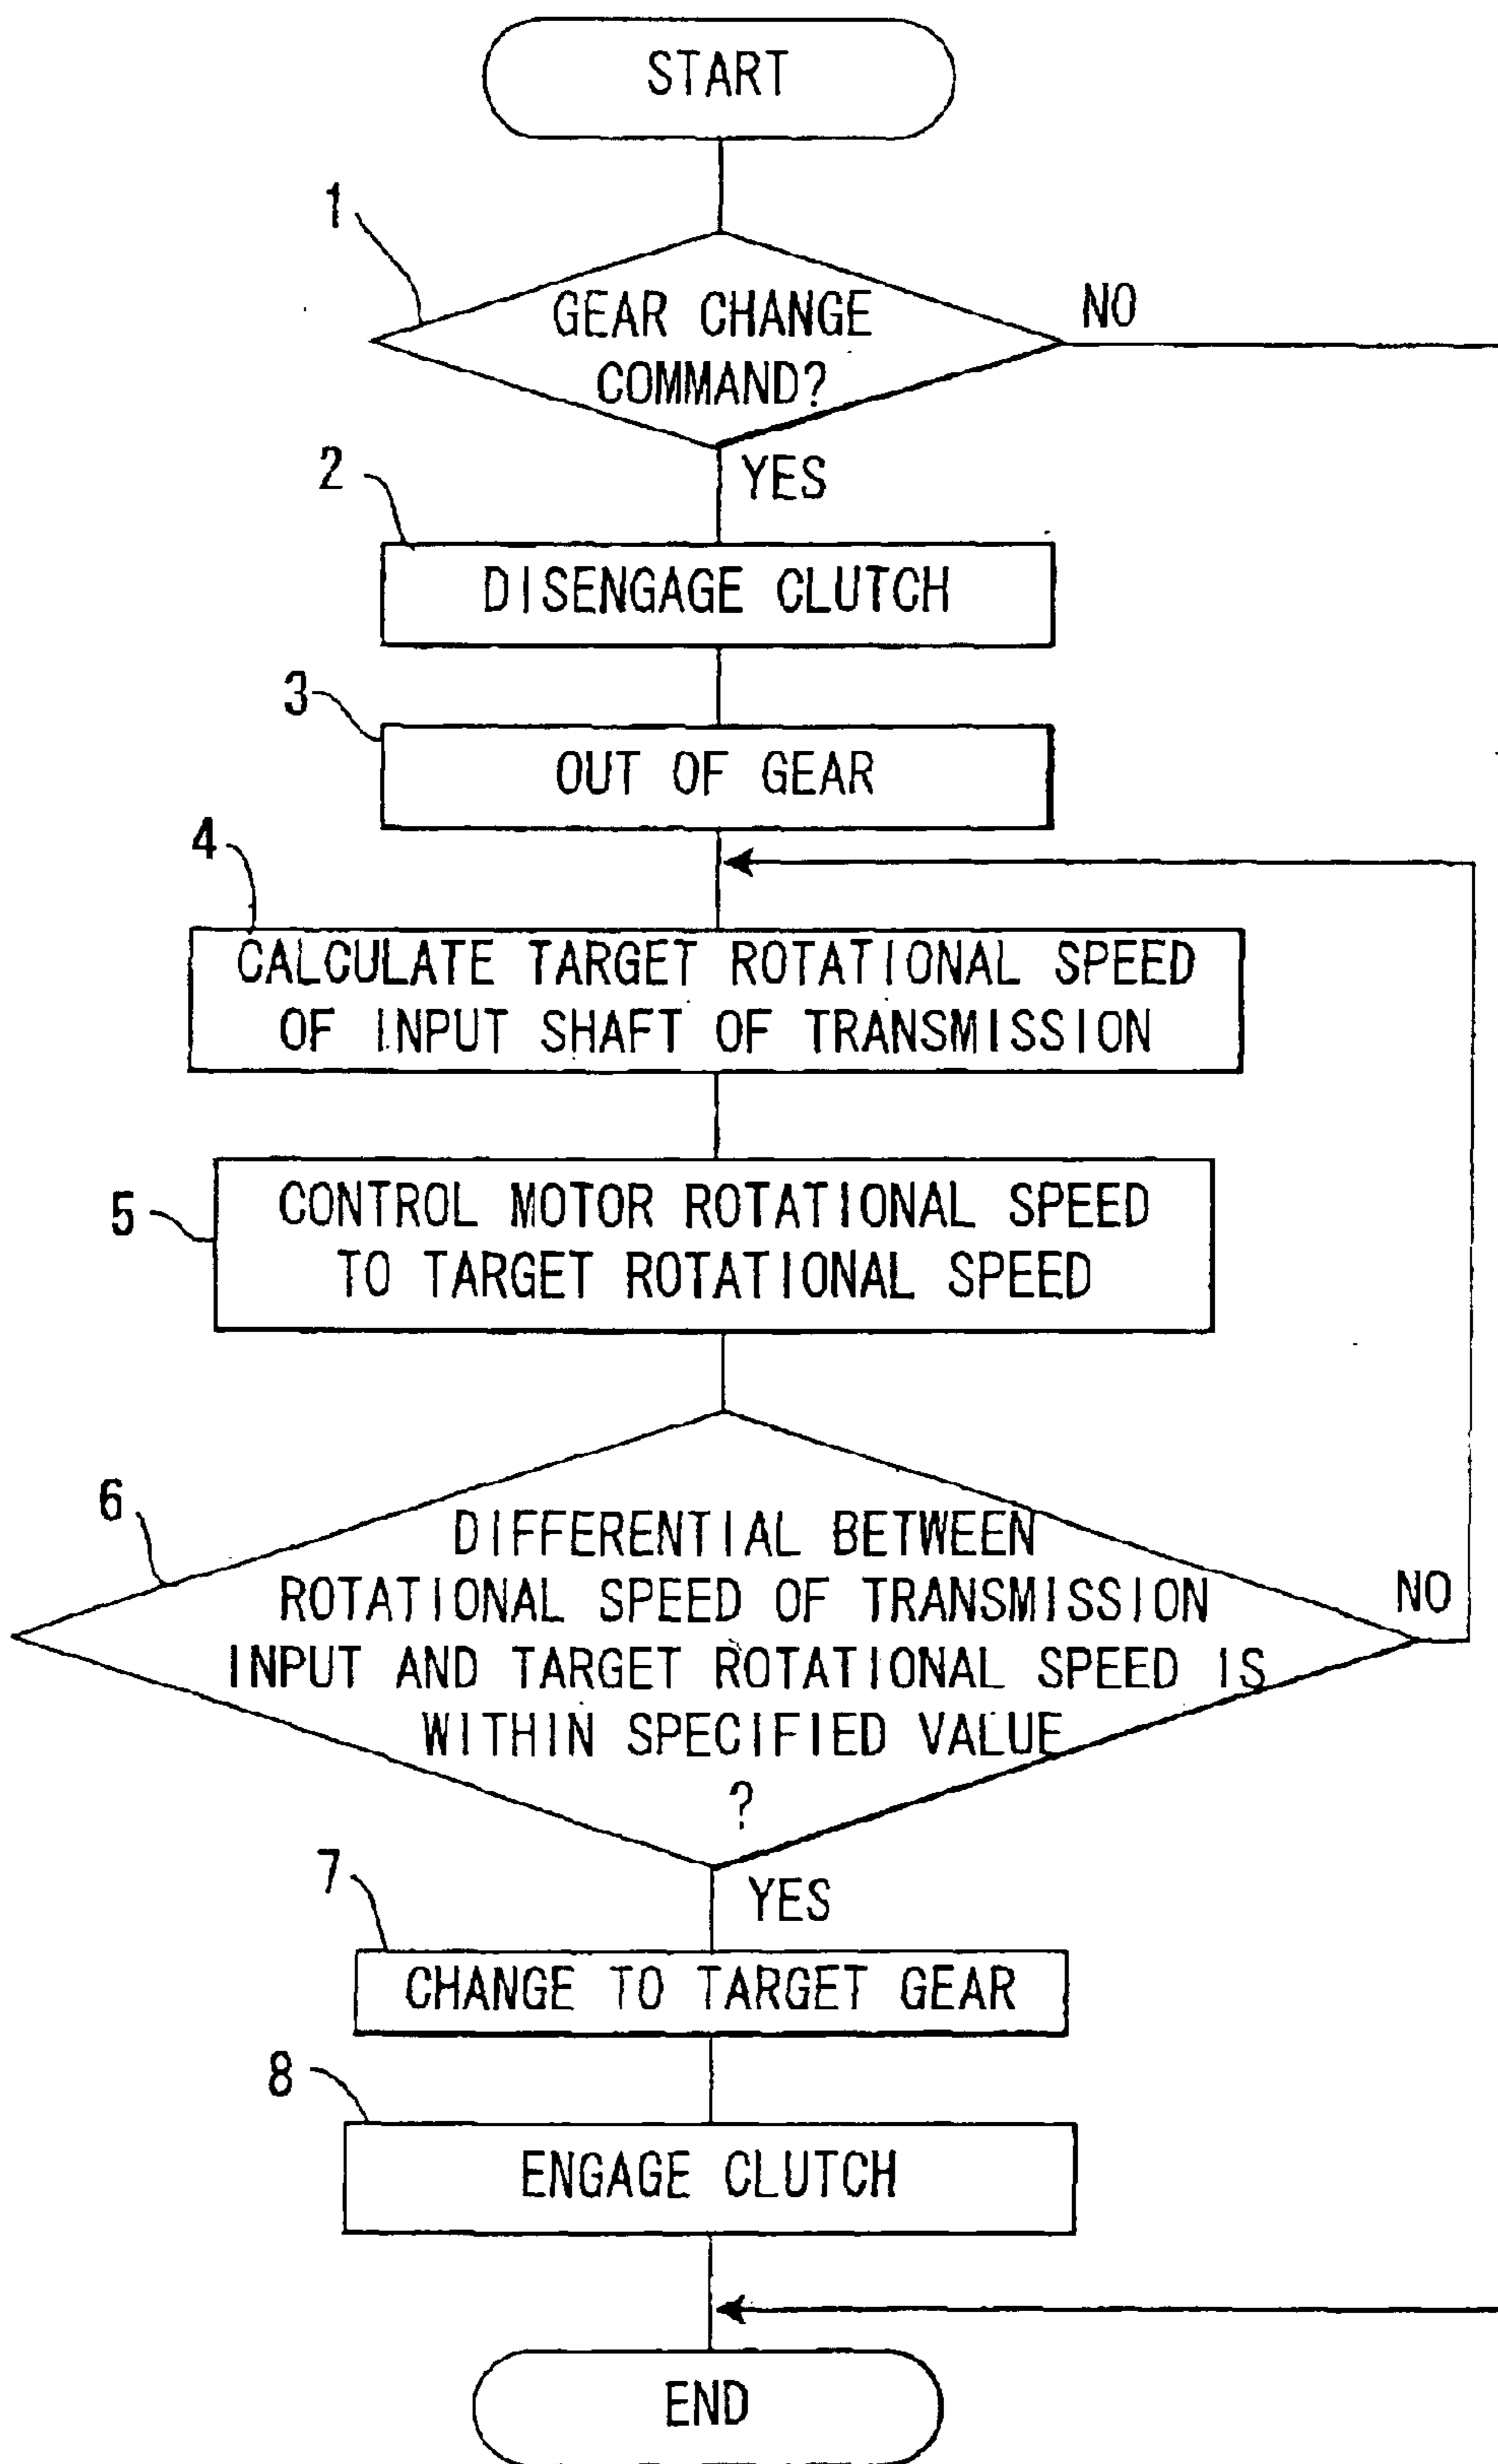 START
1
GEAR CHANGE
COMMAND?
NO
YES
2
DISENGAGE CLUTCH
3
OUT OF GEAR
4
CALCULATE TARGET ROTATIONAL SPEED
OF INPUT SHAFT OF TRANSMISSION
5
CONTROL MOTOR ROTATIONAL SPEED
TO TARGET ROTATIONAL SPEED
6
DIFFERENTIAL BETWEEN
ROTATIONAL SPEED OF TRANSMISSION
INPUT AND TARGET ROTATIONAL SPEED IS
WITHIN SPECIFIED VALUE
?
NO
YES
7
CHANGE TO TARGET GEAR
8
ENGAGE CLUTCH
END